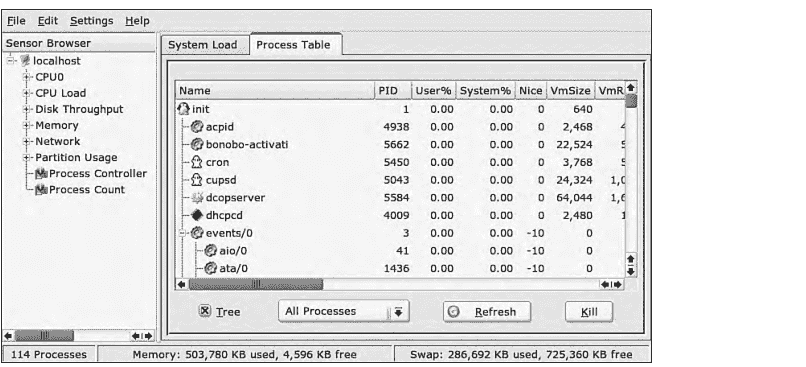 File Edit Settings Help
Sensor Browser
localhost
CPU0
CPU Load
Disk Throughput
Memory
Network
Partition Usage
Process Controller
Process Count
System Load Process Table
Name PID User% System% Nice VmSize VmR
init 1 0.00 0.00 0 640
acpid 4938 0.00 0.00 0 2,468
bonobo-activati 5662 0.00 0.00 0 22,524
cron 5450 0.00 0.00 0 3,768
cupsd 5043 0.00 0.00 0 24,324 1,0
dcopserver 5584 0.00 0.00 0 64,044 1,6
dhcpcd 4009 0.00 0.00 0 2,480 1
events/0 3 0.00 0.00 -10 0
aio/0 41 0.00 0.00 -10 0
ata/0 1436 0.00 0.00 -10 0
Tree All Processes Refresh Kill
114 Processes Memory: 503,780 KB used, 4,596 KB free Swap: 286,692 KB used, 725,360 KB free